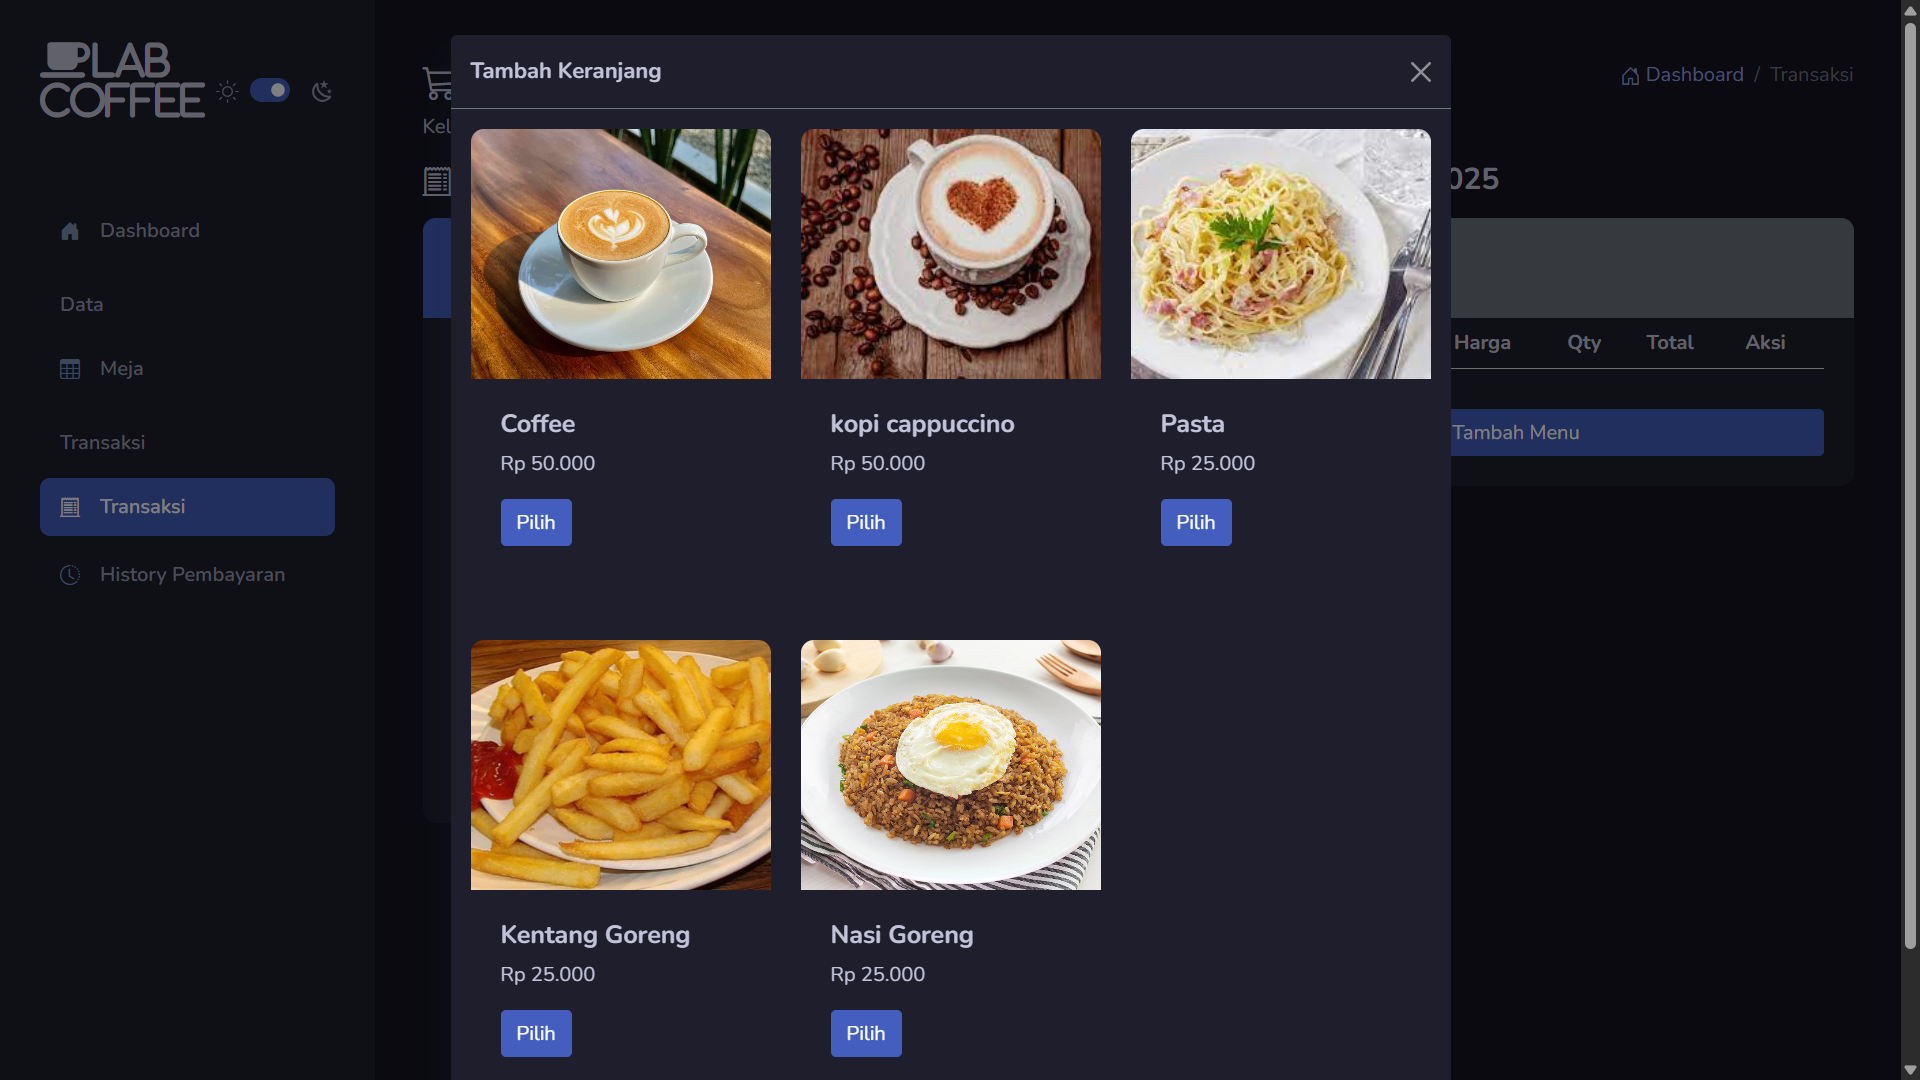 LAB
COFFEE
Dashboard
Data
Meja
Transaksi
Transaksi
History Pembayaran
Dashboard / Transaksi
Kel
025
Harga Qty Total Aksi
Tambah Menu
Tambah Keranjang
Coffee
Rp 50.000
Pilih
kopi cappuccino
Rp 50.000
Pilih
Pasta
Rp 25.000
Pilih
Kentang Goreng
Rp 25.000
Pilih
Nasi Goreng
Rp 25.000
Pilih